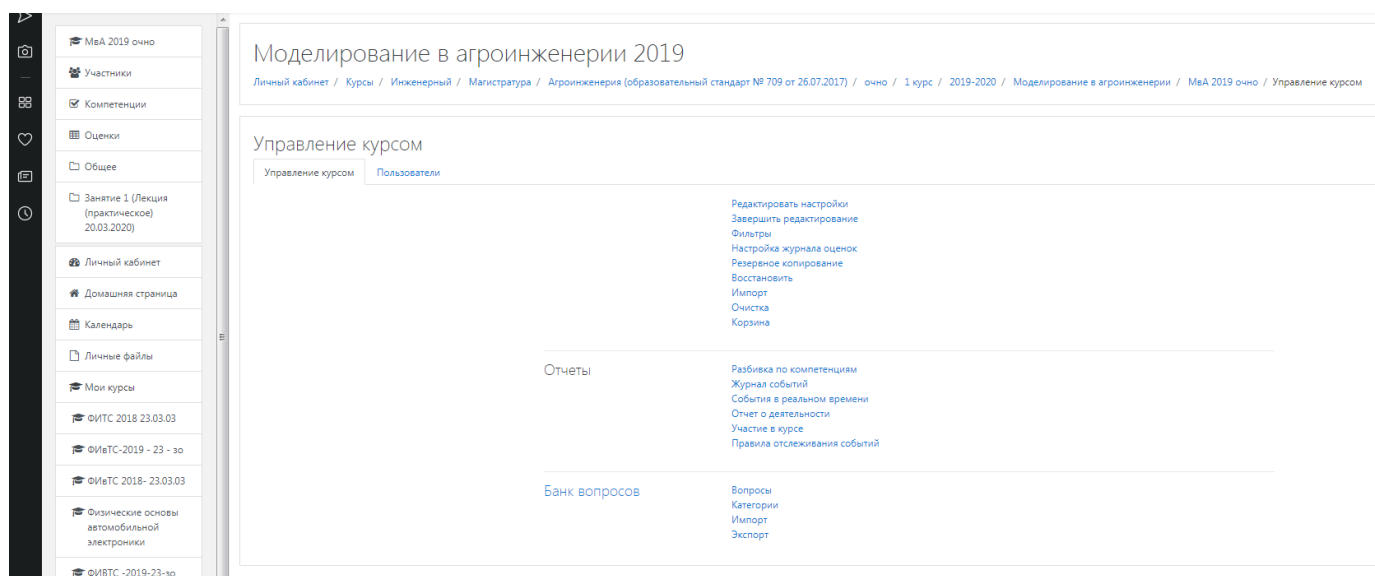 МвА 2019 очно
Участники
Компетенции
Оценки
Общее
Занятие 1 (Лекция
(практическое)
20.03.2020)
Личный кабинет
Домашняя страница
Календарь
Личные файлы
Мои курсы
ФИТС 2018 23.03.03
ФИвТС-2019 - 23 - зо
ФИвТС 2018- 23.03.03
Физические основы
автомобильной
электроники
ФИВТС -2019-23-зо
Моделирование в агроинженерии 2019
Личный кабинет / Курсы / Инженерный / Магистратура / Агроинженерия (образовательный стандарт № 709 от 26.07.2017) / очно / 1 курс / 2019-2020 / Моделирование в агроинженерии / МвА 2019 очно / Управление курсом
Управление курсом
Управление курсом Пользователи
Редактировать настройки
Завершить редактирование
Фильтры
Настройка журнала оценок
Резервное копирование
Восстановить
Импорт
Очистка
Корзина
Отчеты
Разбивка по компетенциям
Журнал событий
События в реальном времени
Отчет о деятельности
Участие в курсе
Правила отслеживания событий
Банк вопросов
Вопросы
Категории
Импорт
Экспорт